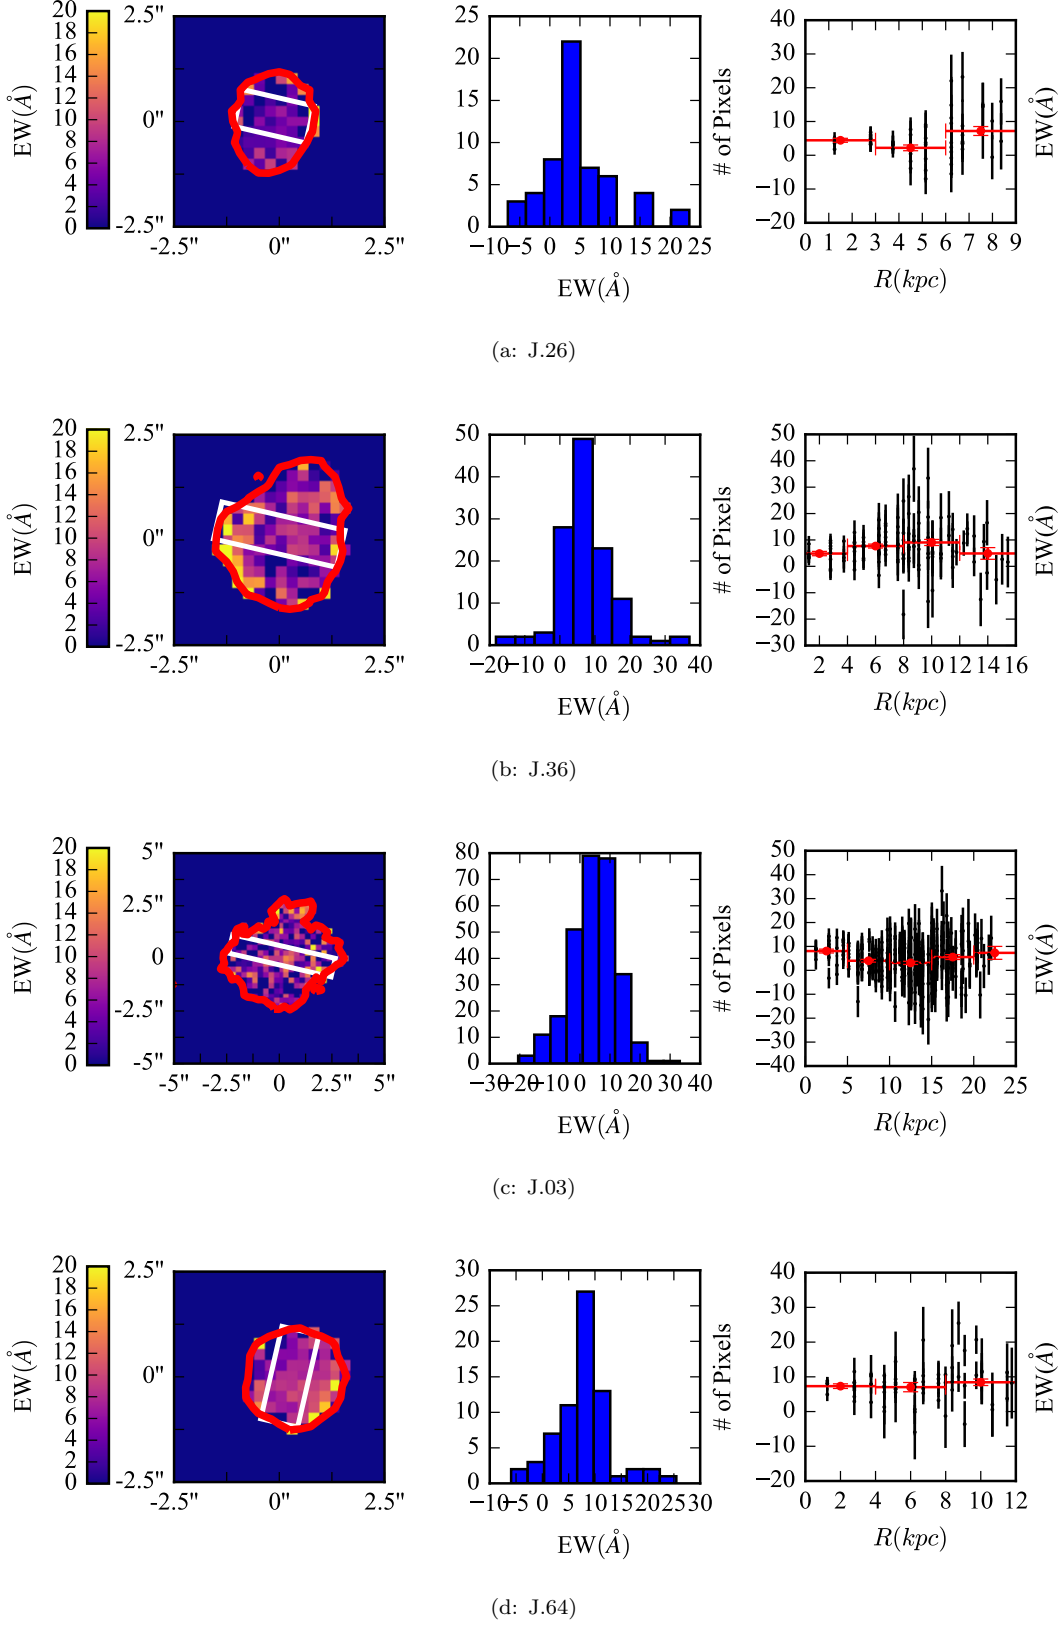 20 18 16 14 12 10 8 6 4 2 0
EW(Å)
2.5" 0" -2.5"
-2.5" 0" 2.5"
25 20 15 10 5 0
−10 −5 0 5 10 15 20 25
EW(Å)
# of Pixels
40 30 20 10 0 −10 −20
0 1 2 3 4 5 6 7 8 9
R(kpc)
EW(Å)
(a: J.26)
20 18 16 14 12 10 8 6 4 2 0
EW(Å)
2.5" 0" -2.5"
-2.5" 0" 2.5"
50 40 30 20 10 0
−20 −10 0 10 20 30 40
EW(Å)
# of Pixels
50 40 30 20 10 0 −10 −20 −30
2 4 6 8 10 12 14 16
R(kpc)
EW(Å)
(b: J.36)
20 18 16 14 12 10 8 6 4 2 0
EW(Å)
5" 2.5" 0 -2.5" -5"
-5" -2.5" 0 2.5" 5"
80 70 60 50 40 30 20 10 0
−30 −20 −10 0 10 20 30 40
EW(Å)
# of Pixels
50 40 30 20 10 0 −10 −20 −30 −40
0 5 10 15 20 25
R(kpc)
EW(Å)
(c: J.03)
20 18 16 14 12 10 8 6 4 2 0
EW(Å)
2.5" 0" -2.5"
-2.5" 0" 2.5"
30 25 20 15 10 5 0
−10 −5 0 5 10 15 20 25 30
EW(Å)
# of Pixels
40 30 20 10 0 −10 −20
0 2 4 6 8 10 12
R(kpc)
EW(Å)
(d: J.64)